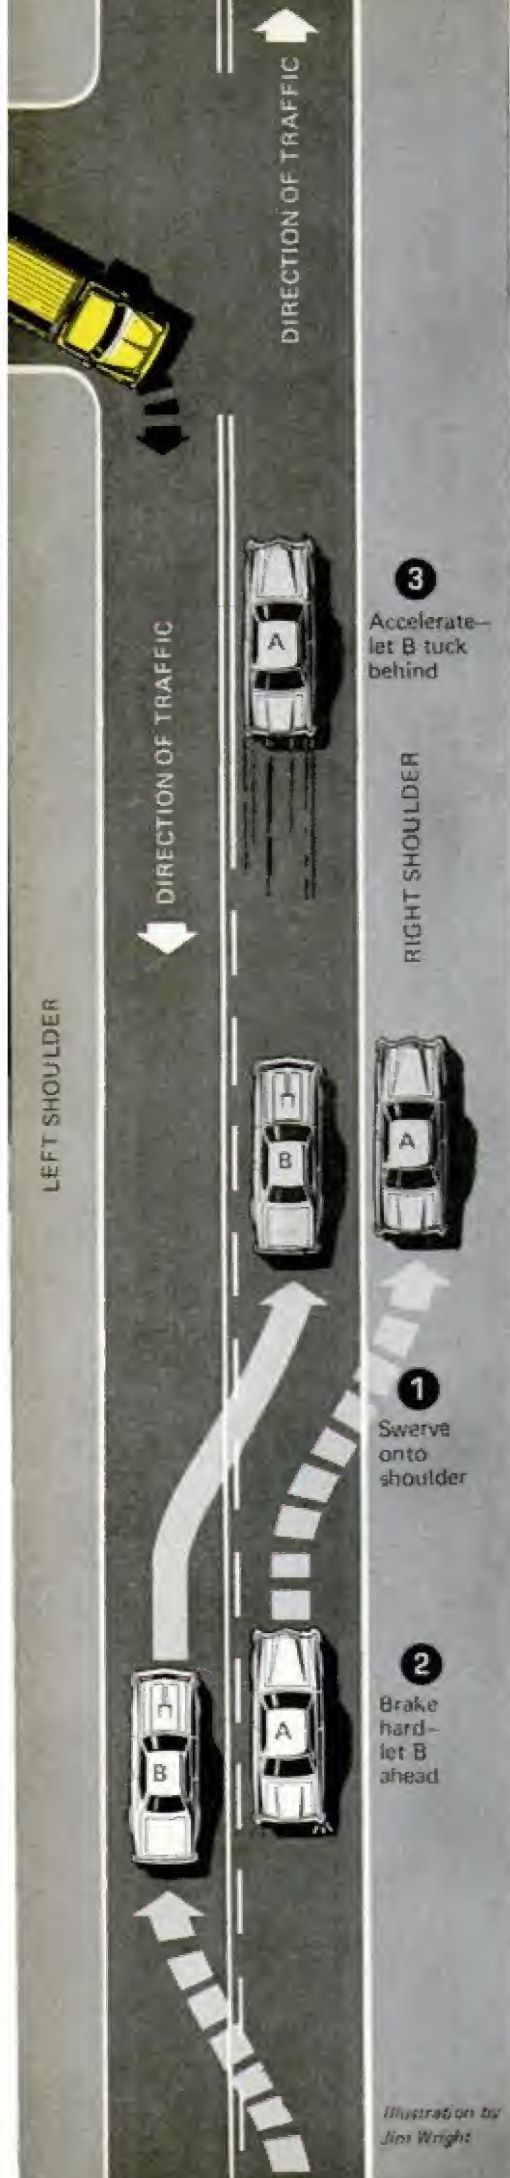 DIRECTION OF TRAFFIC
3
A
Accelerate—
let B tuck
behind
DIRECTION OF TRAFFIC
RIGHT SHOULDER
LEFT SHOULDER
B
A
1
Swerve
onto
shoulder
2
Brake
hard—
let B
ahead
A
B
Illustration by
Jim Wright